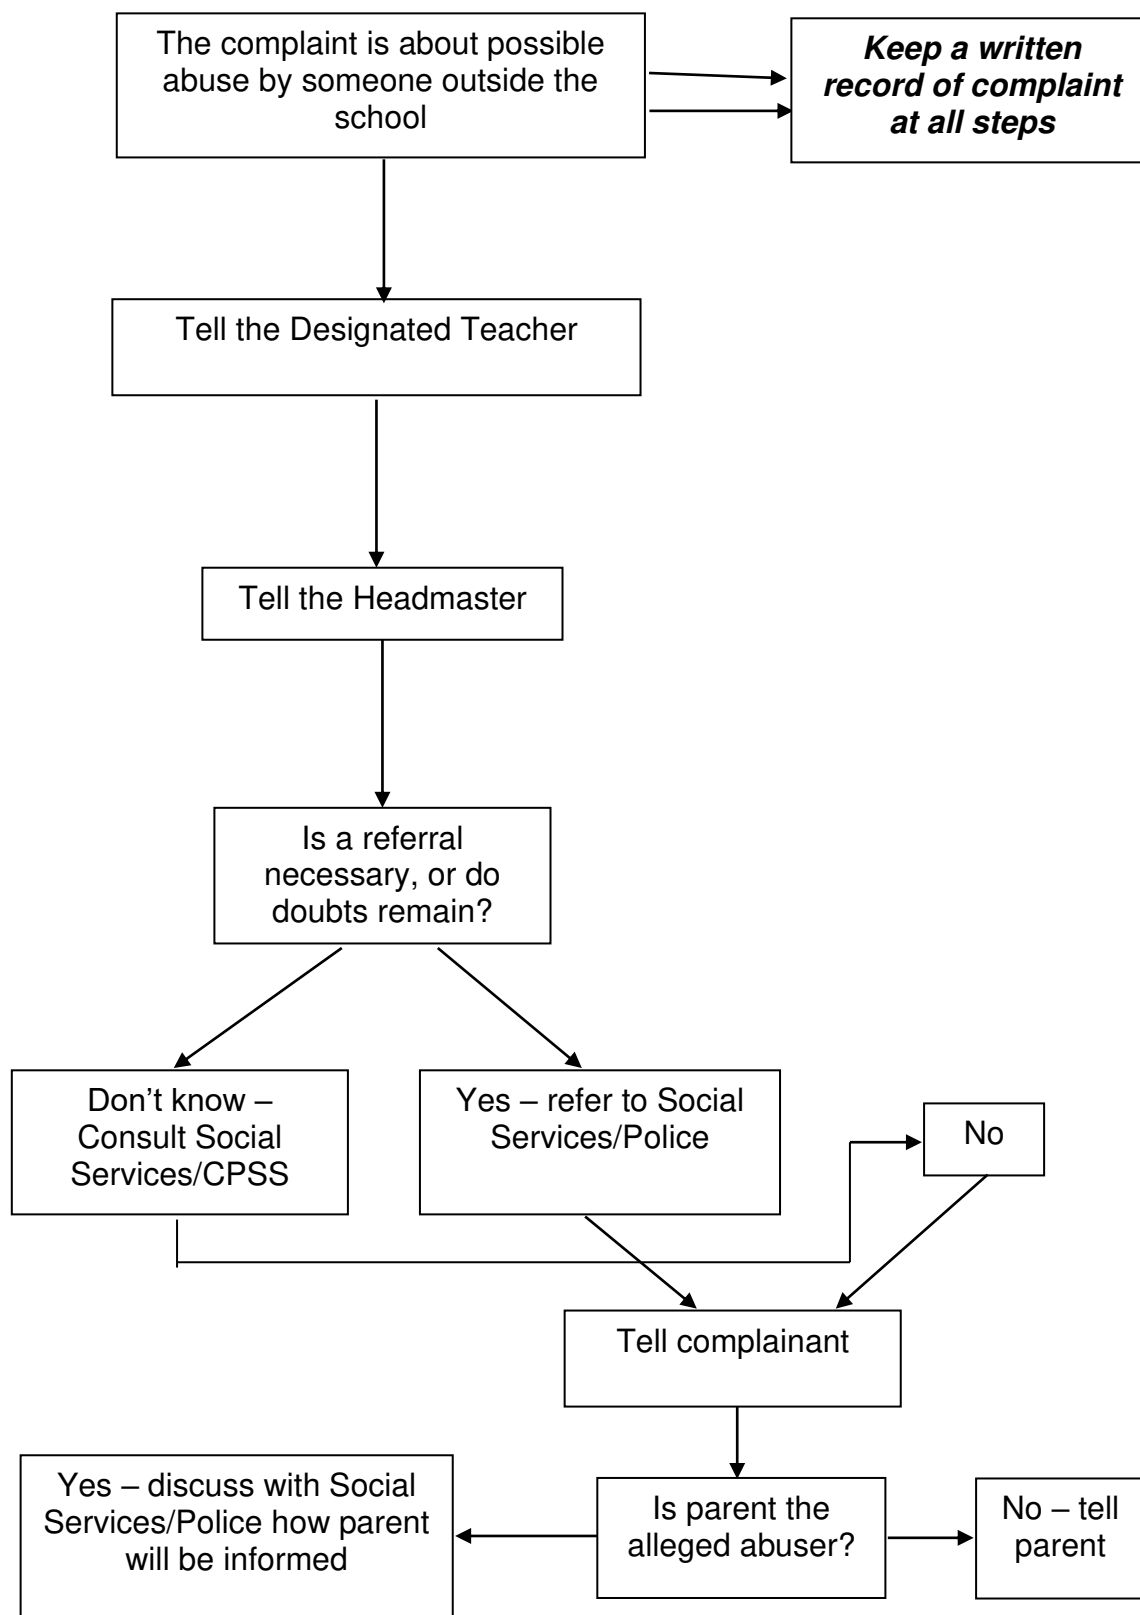 The complaint is about possible
abuse by someone outside the
school
Keep a written
record of complaint
at all steps
Tell the Designated Teacher
Tell the Headmaster
Is a referral
necessary, or do
doubts remain?
Don't know –
Consult Social
Services/CPSS
Yes – refer to Social
Services/Police
No
Tell complainant
Yes – discuss with Social
Services/Police how parent
will be informed
Is parent the
alleged abuser?
No – tell
parent